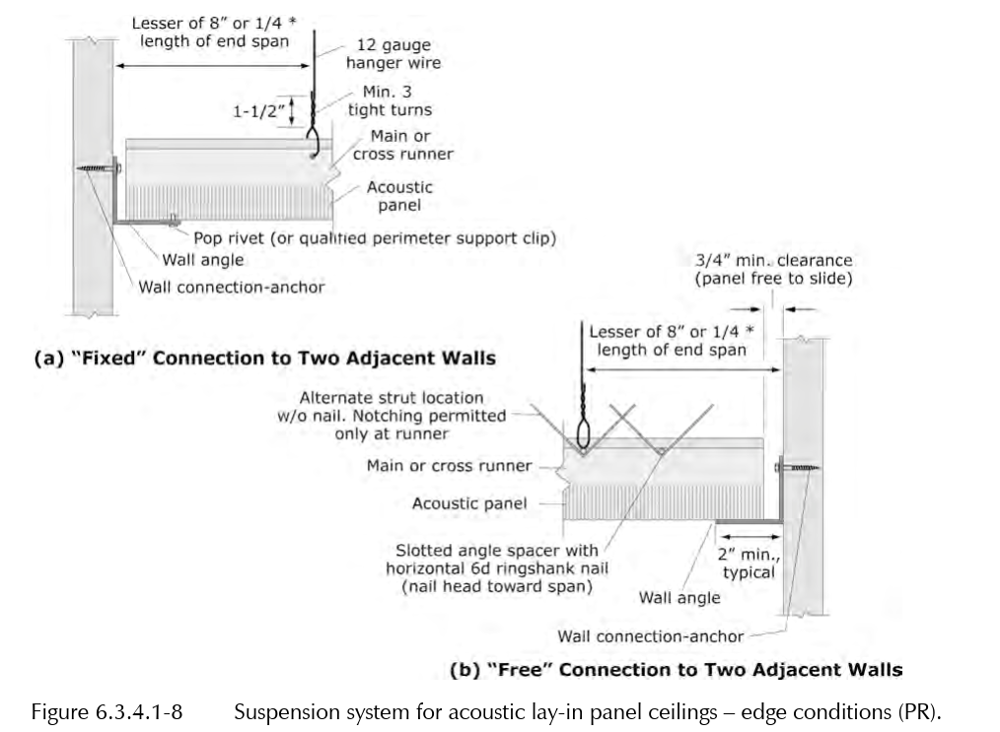 Lesser of 8" or 1/4 *
length of end span
12 gauge
hanger wire
Min. 3
tight turns
1-1/2"
Main or
cross runner
Acoustic
panel
Pop rivet (or qualified perimeter support clip)
Wall angle
Wall connection-anchor
(a) "Fixed" Connection to Two Adjacent Walls
3/4" min. clearance
(panel free to slide)
Lesser of 8" or 1/4 *
length of end span
Alternate strut location
w/o nail. Notching permitted
only at runner
Main or cross runner
Acoustic panel
Slotted angle spacer with
horizontal 6d ringshank nail
(nail head toward span)
2" min.,
typical
Wall angle
Wall connection-anchor
(b) "Free" Connection to Two Adjacent Walls
Figure 6.3.4.1-8 Suspension system for acoustic lay-in panel ceilings – edge conditions (PR).